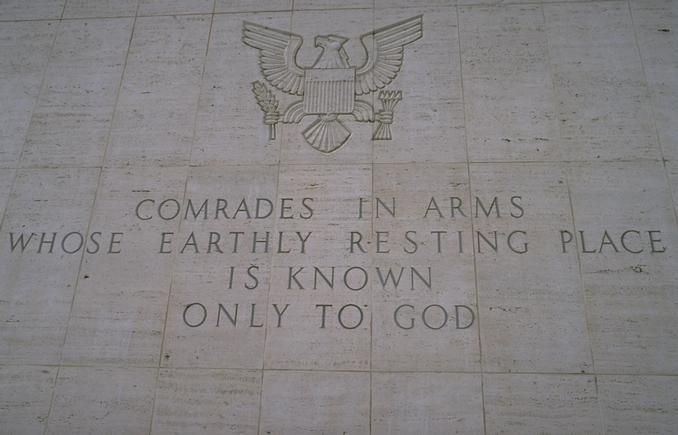 COMRADES IN ARMS
WHOSE EARTHLY RESTING PLACE
IS KNOWN
ONLY TO GOD